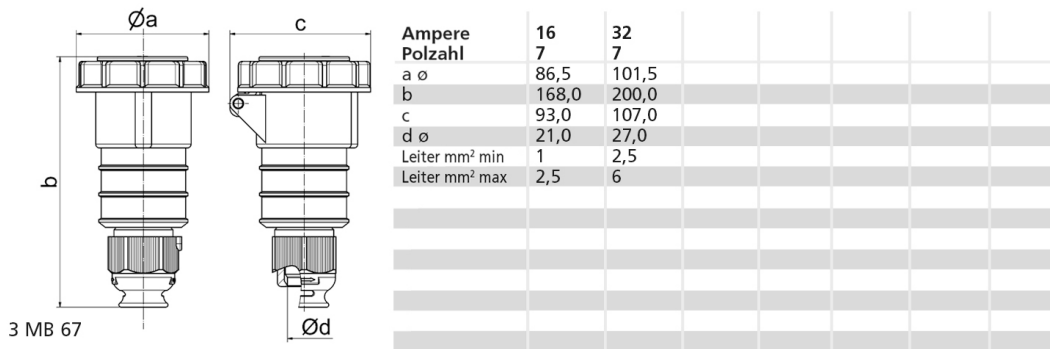 Øa
c
b
Ød
3 MB 67
Ampere 16 32
Polzahl 7 7
a ø 86,5 101,5
b 168,0 200,0
c 93,0 107,0
d ø 21,0 27,0
Leiter mm² min 1 2,5
Leiter mm² max 2,5 6